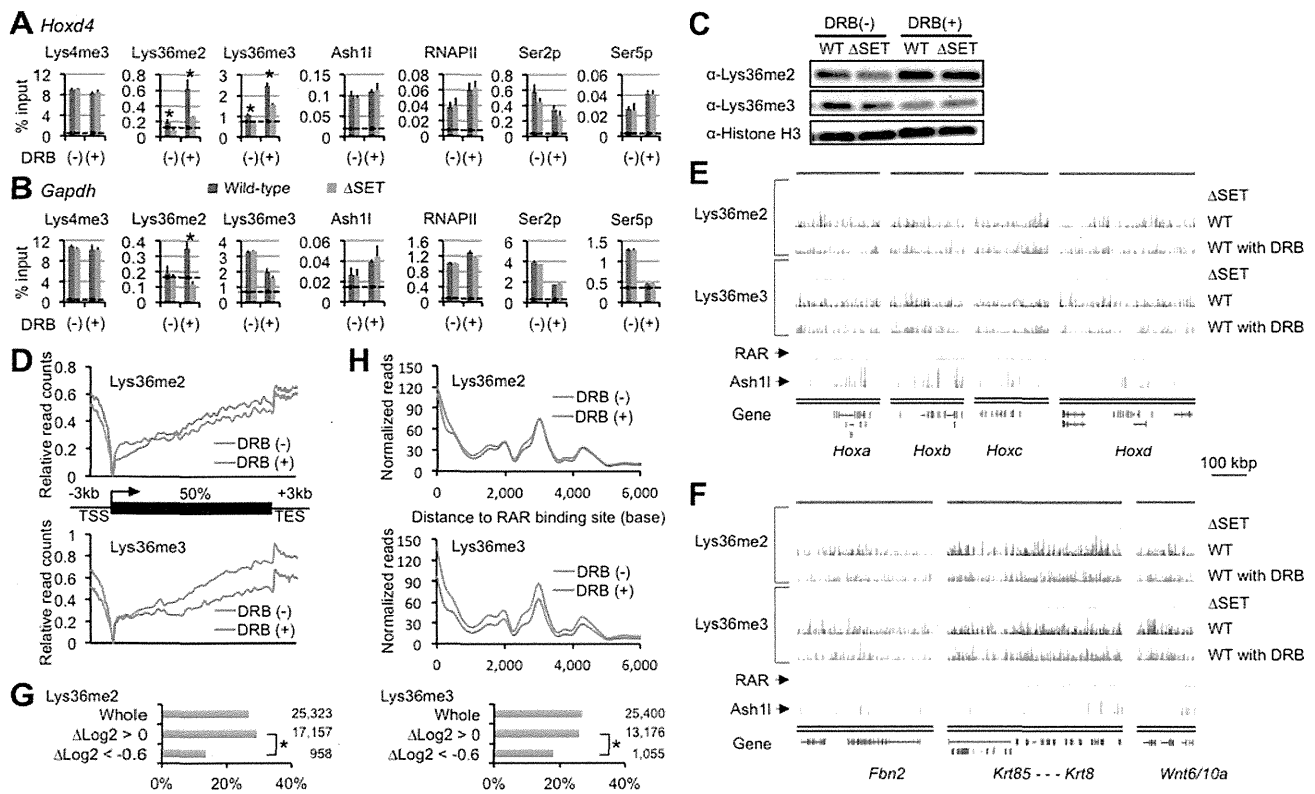 A Hoxd4
Lys4me3 Lys36me2 Lys36me3 Ash1l RNAPII Ser2p Ser5p
% input
12 0.8 3 0.15 0.08 0.8 0.06
8 0.6 2 0.1 0.06 0.6 0.04
4 0.4 1 0.05 0.04 0.4 0.02
0 0.2 0 0 0.02 0.2 0
0 0 0
* * * *
DRB (-) (+) (-) (+) (-) (+) (-) (+) (-) (+) (-) (+) (-) (+)
B Gapdh
Wild-type ΔSET
Lys4me3 Lys36me2 Lys36me3 Ash1l RNAPII Ser2p Ser5p
% input
12 0.4 4 0.06 1.6 6 1.5
8 0.3 3 0.04 1.2 4 1
4 0.2 2 0.02 0.8 2 0.5
0 0.1 1 0 0.4 0 0
0 0 0
*
DRB (-) (+) (-) (+) (-) (+) (-) (+) (-) (+) (-) (+) (-) (+)
C
DRB(-) DRB(+)
WT ΔSET WT ΔSET
α-Lys36me2
α-Lys36me3
α-Histone H3
D
Relative read counts
0.8
0.6
0.4
0.2
0
Lys36me2
DRB (-)
DRB (+)
-3kb 50% +3kb
TSS TES
Relative read counts
1
0.8
0.6
0.4
0.2
0
Lys36me3
DRB (-)
DRB (+)
H
Normalized reads
150
120
90
60
30
0
Lys36me2
DRB (-)
DRB (+)
0 2,000 4,000 6,000
Distance to RAR binding site (base)
Normalized reads
150
120
90
60
30
0
Lys36me3
DRB (-)
DRB (+)
0 2,000 4,000 6,000
E
Lys36me2
ΔSET
WT
WT with DRB
Lys36me3
ΔSET
WT
WT with DRB
RAR
Ash1l
Gene
Hoxa Hoxb Hoxc Hoxd
100 kbp
F
Lys36me2
ΔSET
WT
WT with DRB
Lys36me3
ΔSET
WT
WT with DRB
RAR
Ash1l
Gene
Fbn2 Krt85 - - - Krt8 Wnt6/10a
G
Lys36me2
Whole 25,323
ΔLog2 > 0 17,157
ΔLog2 < -0.6 958
*
0% 20% 40%
Lys36me3
Whole 25,400
ΔLog2 > 0 13,176
ΔLog2 < -0.6 1,055
*
0% 20% 40%